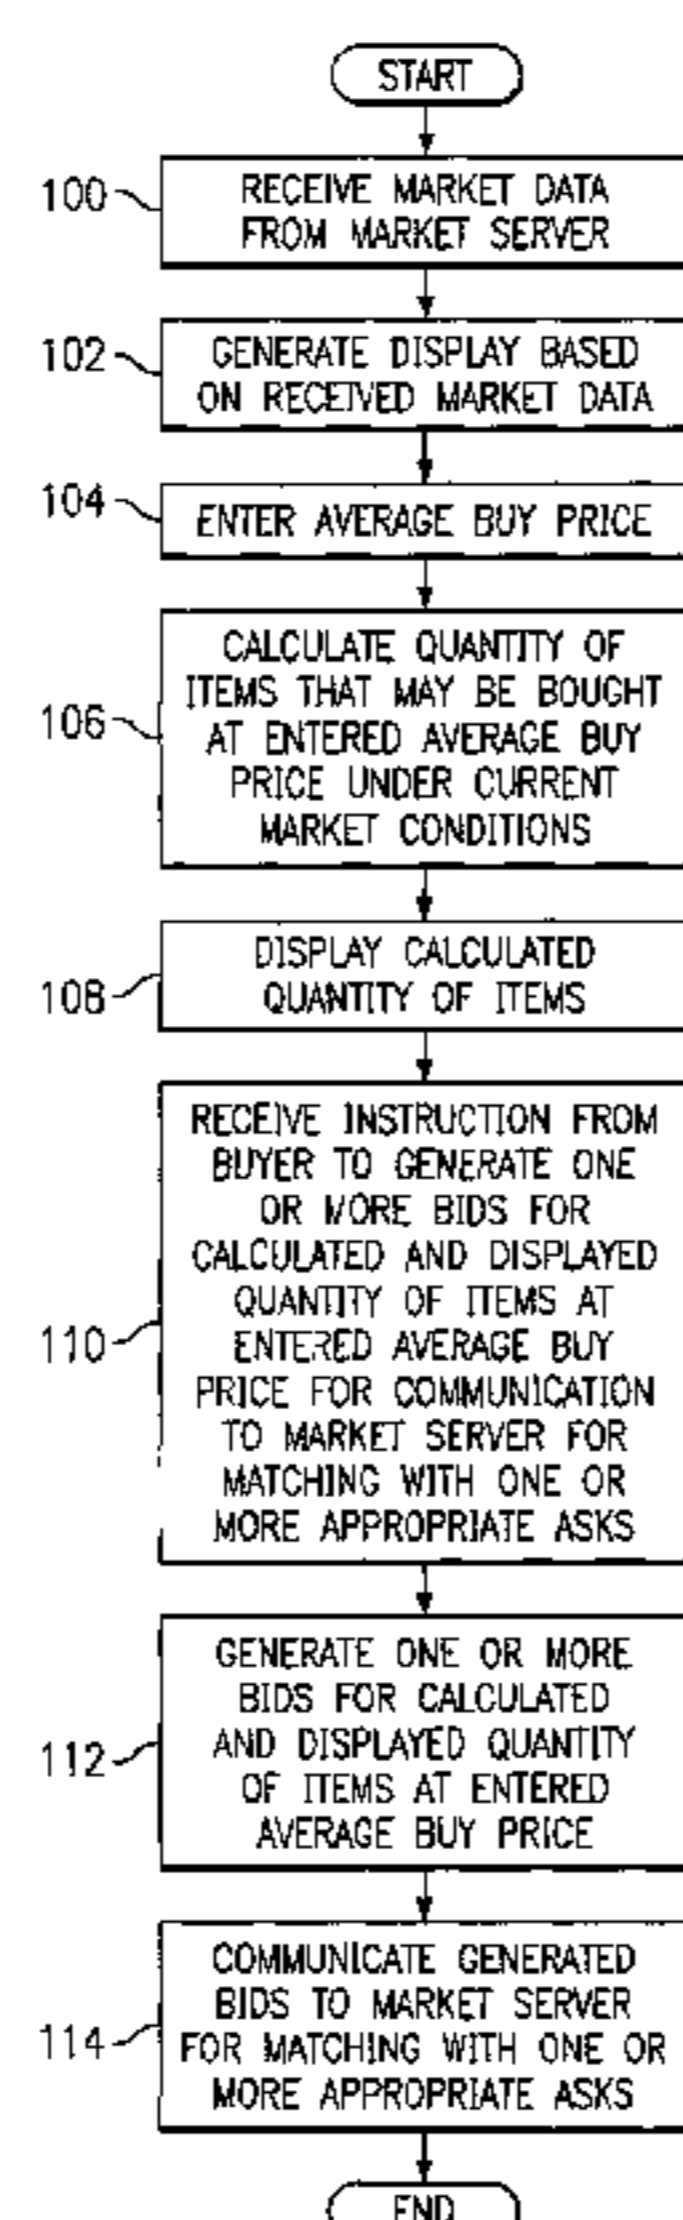 START
100
RECEIVE MARKET DATA
FROM MARKET SERVER
102
GENERATE DISPLAY BASED
ON RECEIVED MARKET DATA
104
ENTER AVERAGE BUY PRICE
106
CALCULATE QUANTITY OF
ITEMS THAT MAY BE BOUGHT
AT ENTERED AVERAGE BUY
PRICE UNDER CURRENT
MARKET CONDITIONS
108
DISPLAY CALCULATED
QUANTITY OF ITEMS
110
RECEIVE INSTRUCTION FROM
BUYER TO GENERATE ONE
OR MORE BIDS FOR
CALCULATED AND DISPLAYED
QUANTITY OF ITEMS AT
ENTERED AVERAGE BUY
PRICE FOR COMMUNICATION
TO MARKET SERVER FOR
MATCHING WITH ONE OR
MORE APPROPRIATE ASKS
112
GENERATE ONE OR MORE
BIDS FOR CALCULATED
AND DISPLAYED QUANTITY
OF ITEMS AT ENTERED
AVERAGE BUY PRICE
114
COMMUNICATE GENERATED
BIDS TO MARKET SERVER
FOR MATCHING WITH ONE OR
MORE APPROPRIATE ASKS
END